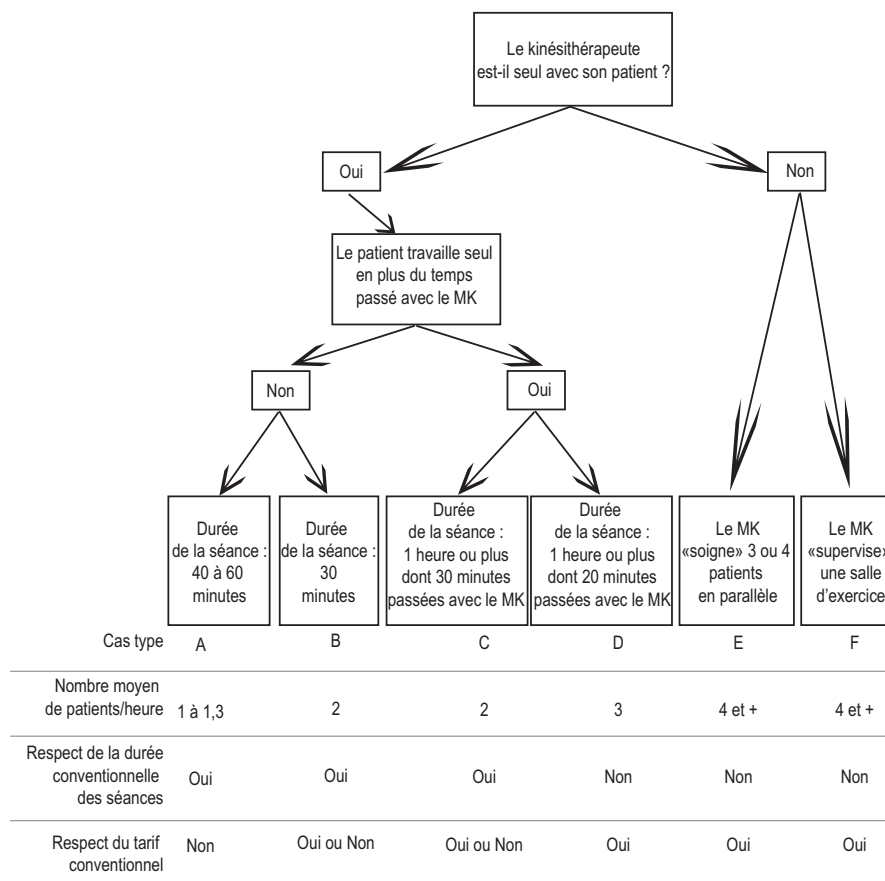 Le kinésithérapeute
est-il seul avec son patient ?
Oui
Non
Le patient travaille seul
en plus du temps
passé avec le MK
Non
Oui
Durée
de la séance :
40 à 60
minutes
Durée
de la séance :
30
minutes
Durée
de la séance :
1 heure ou plus
dont 30 minutes
passées avec le MK
Durée
de la séance :
1 heure ou plus
dont 20 minutes
passées avec le MK
Le MK
«soigne» 3 ou 4
patients
en parallèle
Le MK
«supervise»
une salle
d'exercice
Cas type A B C D E F
Nombre moyen
de patients/heure 1 à 1,3 2 2 3 4 et + 4 et +
Respect de la durée
conventionnelle Oui Oui Oui Non Non Non
des séances
Respect du tarif Non Oui ou Non Oui ou Non Oui Oui Oui
conventionnel